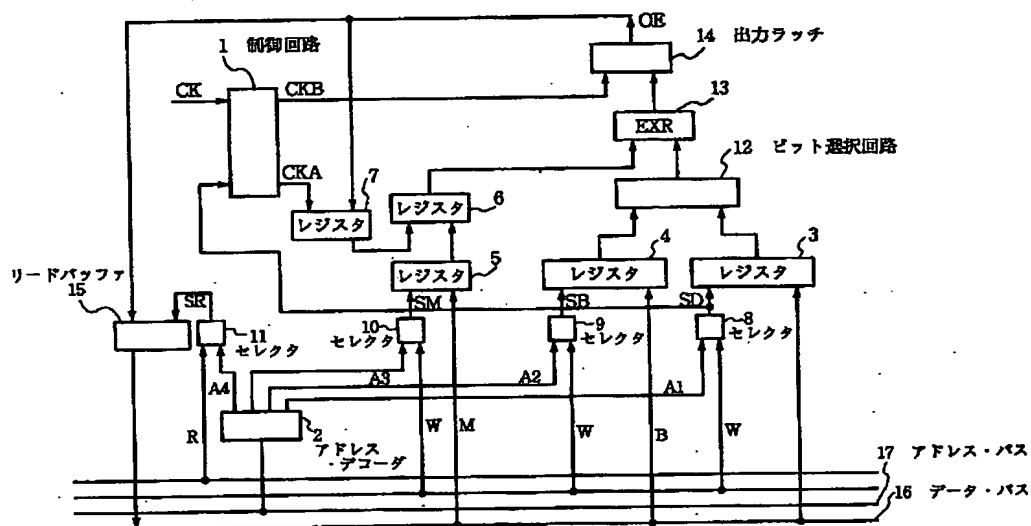 OE
14 出力ラッチ
1 制御回路
CK
CKB
13
EXR
12 ビット選択回路
CKA
7
レジスタ
6
レジスタ
5
レジスタ
4
レジスタ
3
レジスタ
リードバッファ
15
SR
SM
SB
SD
11
セレクタ
10
セレクタ
9
セレクタ
8
セレクタ
A4
A3
A2
A1
2
アドレス
・デコーダ
R
W
M
W
B
W
17 アドレス・バス
16 データ・バス